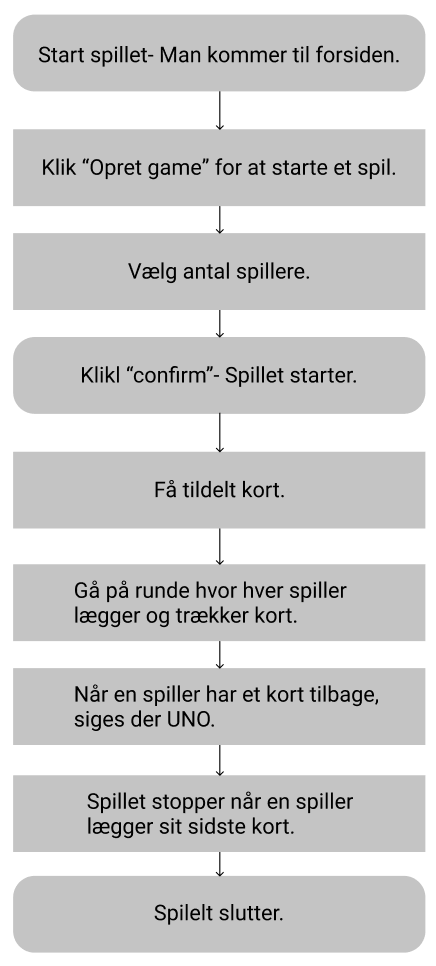 Start spillet- Man kommer til forsiden.
Klik “Opret game” for at starte et spil.
Vælg antal spillere.
Klikl “confirm”- Spillet starter.
Få tildelt kort.
Gå på runde hvor hver spiller
lægger og trækker kort.
Når en spiller har et kort tilbage,
siges der UNO.
Spillet stopper når en spiller
lægger sit sidste kort.
Spilelt slutter.